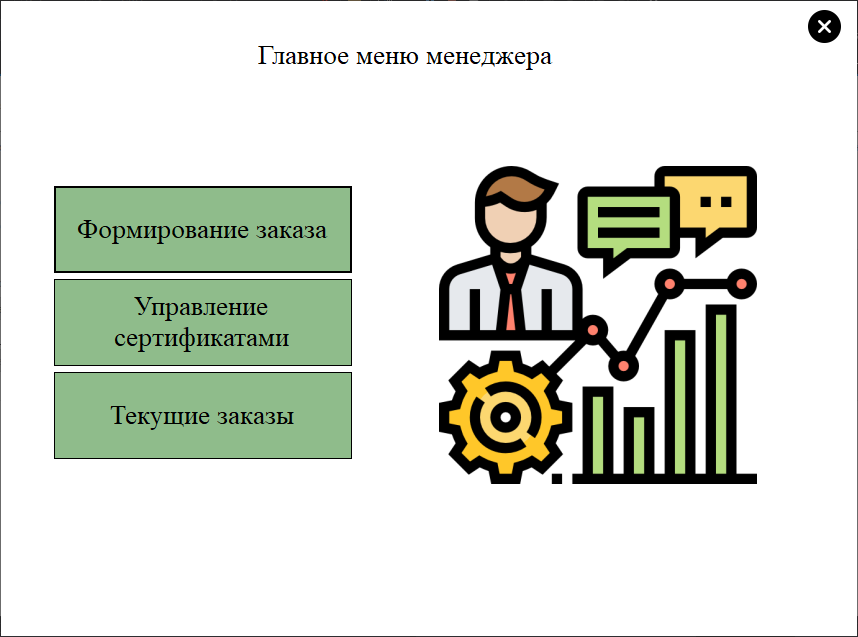 Главное меню менеджера
Формирование заказа
Управление
сертификатами
Текущие заказы